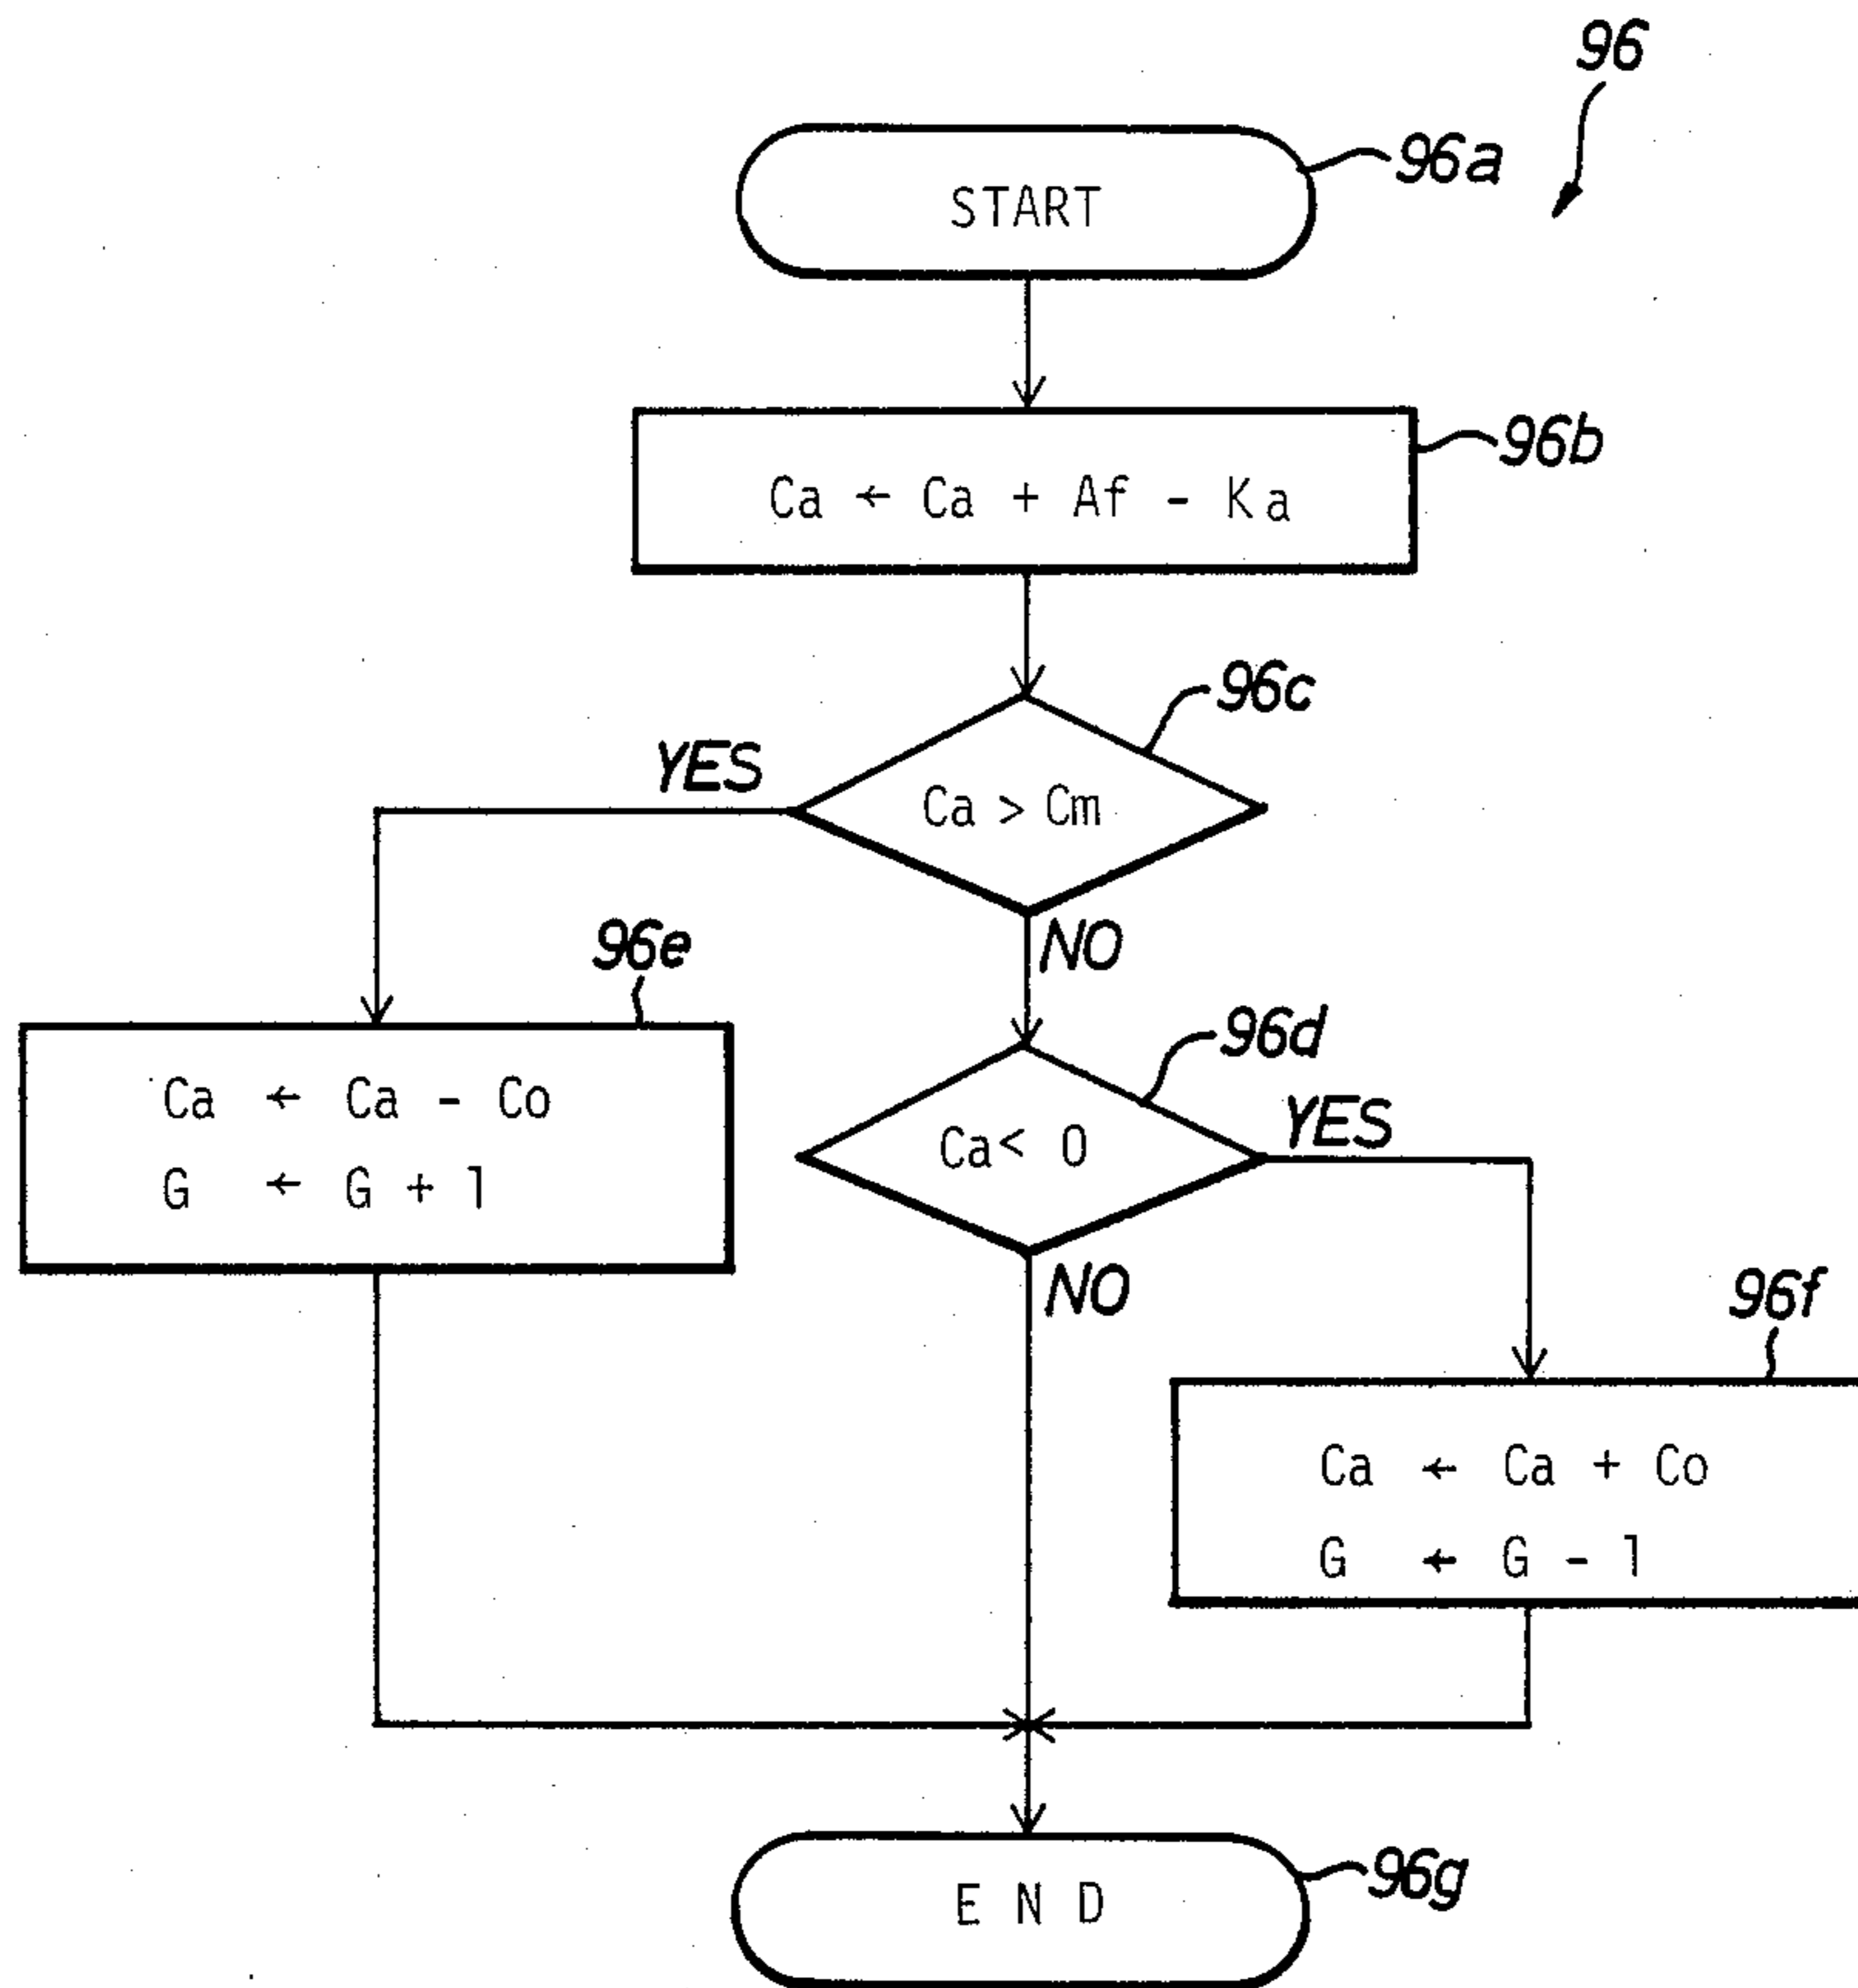 96
96a
START
96b
Ca ← Ca + Af - Ka
96c
YES
Ca > Cm
NO
96e
Ca ← Ca - Co
G ← G + 1
96d
Ca< 0
YES
NO
96f
Ca ← Ca + Co
G ← G - 1
96g
END